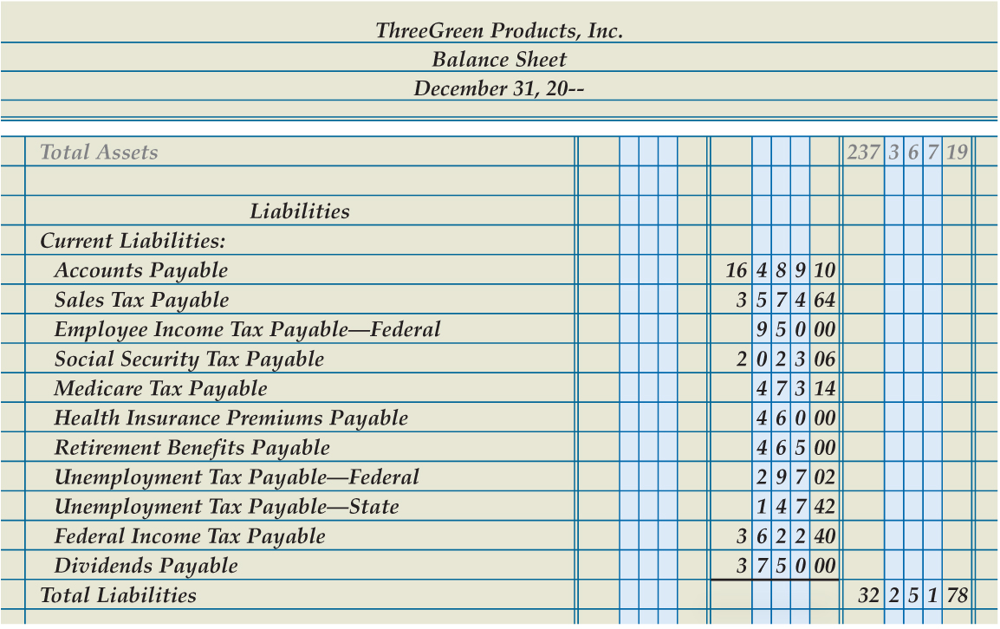 ThreeGreen Products, Inc.
Balance Sheet
December 31, 20--
Total Assets 237 3 6 7 19
Liabilities
Current Liabilities:
Accounts Payable 16 4 8 9 10
Sales Tax Payable 3 5 7 4 64
Employee Income Tax Payable—Federal 9 5 0 00
Social Security Tax Payable 2 0 2 3 06
Medicare Tax Payable 4 7 3 14
Health Insurance Premiums Payable 4 6 0 00
Retirement Benefits Payable 4 6 5 00
Unemployment Tax Payable—Federal 2 9 7 02
Unemployment Tax Payable—State 1 4 7 42
Federal Income Tax Payable 3 6 2 2 40
Dividends Payable 3 7 5 0 00
Total Liabilities 32 2 5 1 78